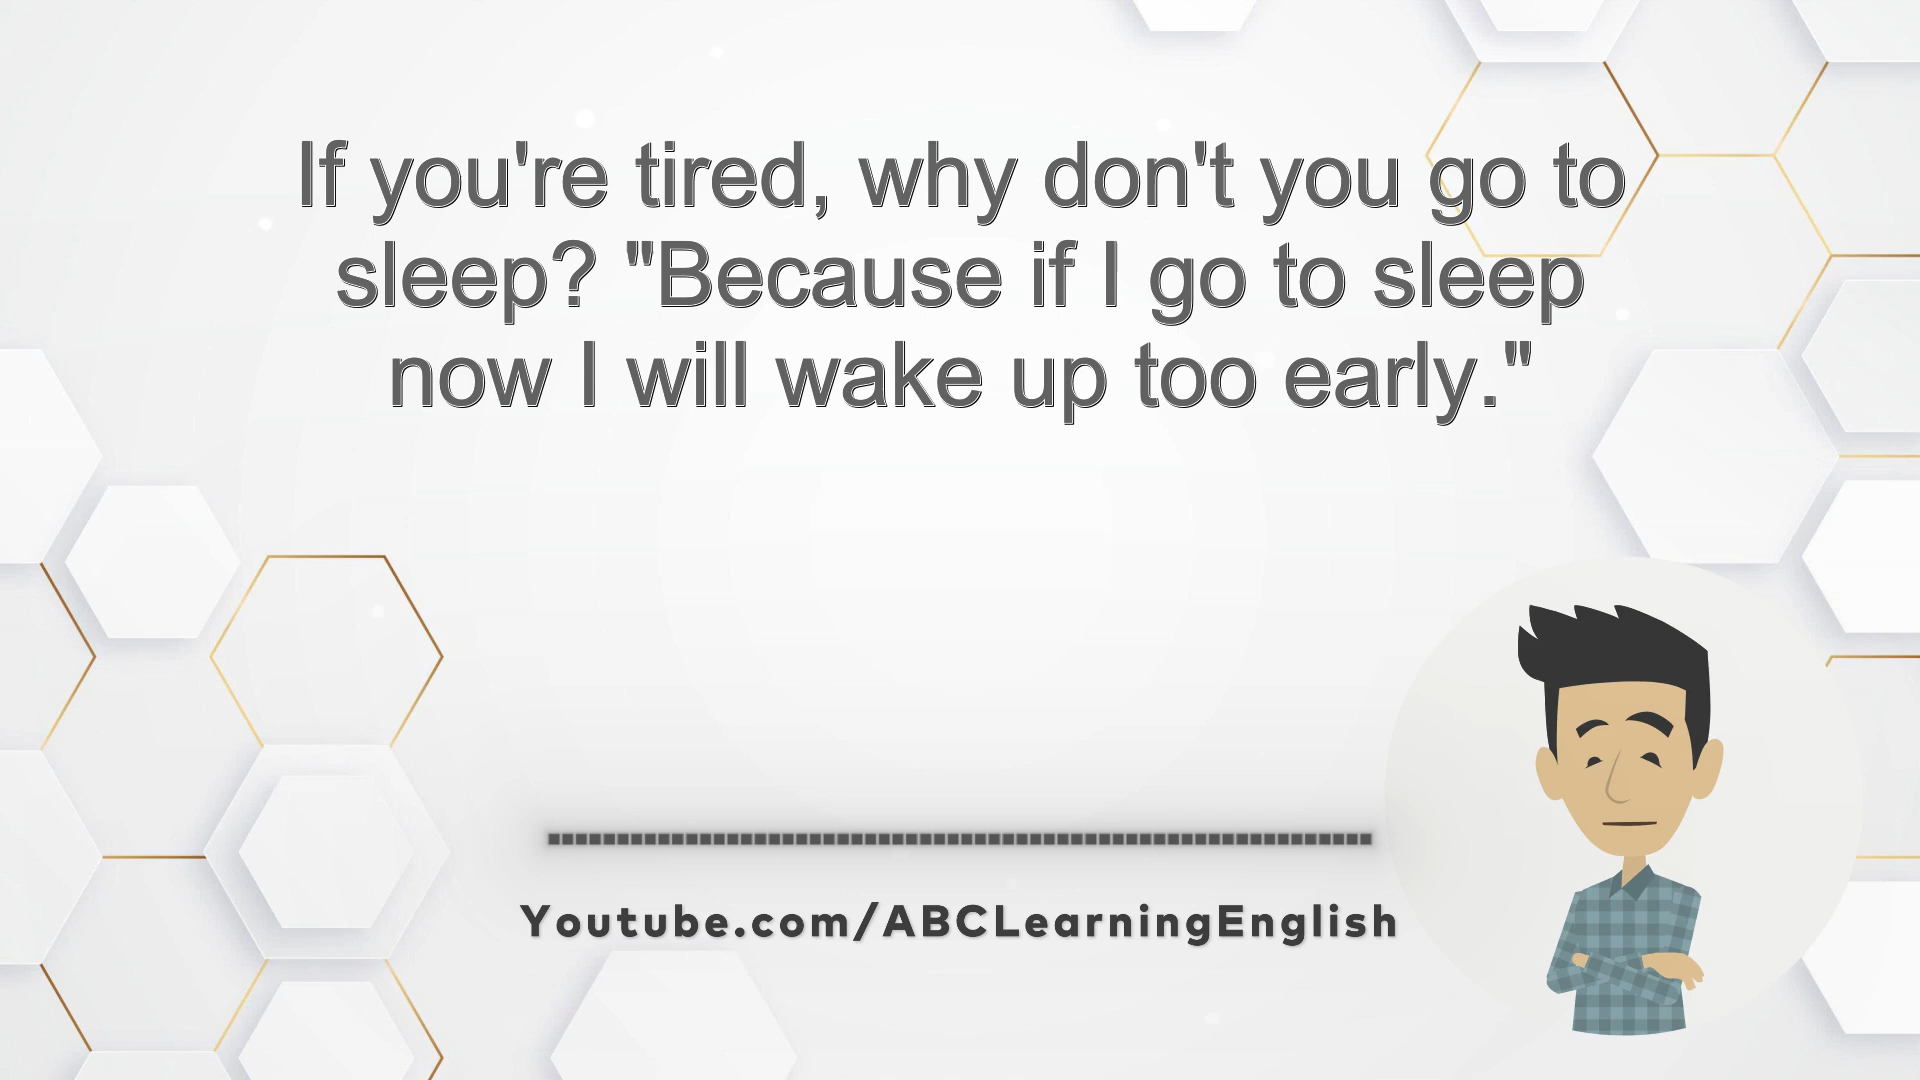 If you're tired, why don't you go to
sleep? "Because if I go to sleep
now I will wake up too early."
Youtube.com/ABCLearningEnglish